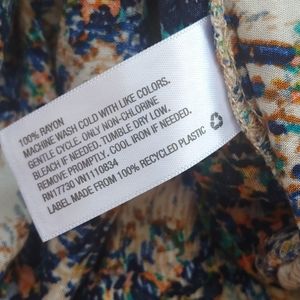 100% RAYON
MACHINE WASH COLD WITH LIKE COLORS.
GENTLE CYCLE. ONLY NON-CHLORINE
BLEACH IF NEEDED. TUMBLE DRY LOW.
REMOVE PROMPTLY. COOL IRON IF NEEDED.
RN17730 VN1110834
LABEL MADE FROM 100% RECYCLED PLASTIC